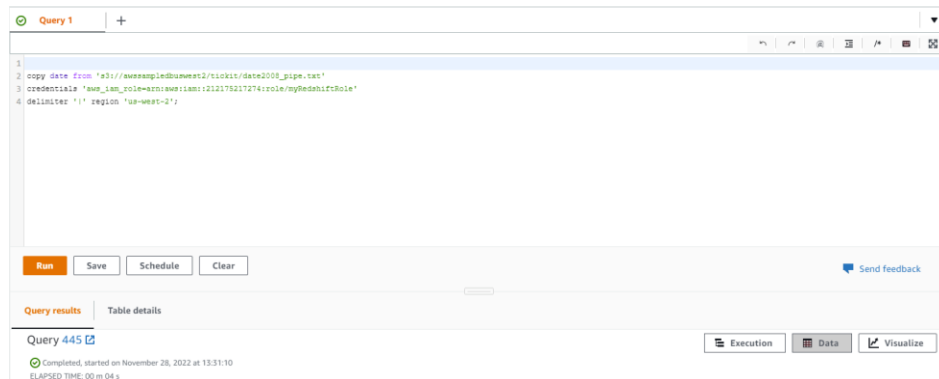 Query 1
+
1
2 copy date from 's3://awssampledbuswest2/tickit/date2008_pipe.txt'
3 credentials 'aws_iam_role=arn:aws:iam::212175217274:role/myRedshiftRole'
4 delimiter '|' region 'us-west-2';
Run Save Schedule Clear
Send feedback
Query results Table details
Query 445
Execution Data Visualize
Completed, started on November 28, 2022 at 13:31:10
ELAPSED TIME: 00 m 04 s